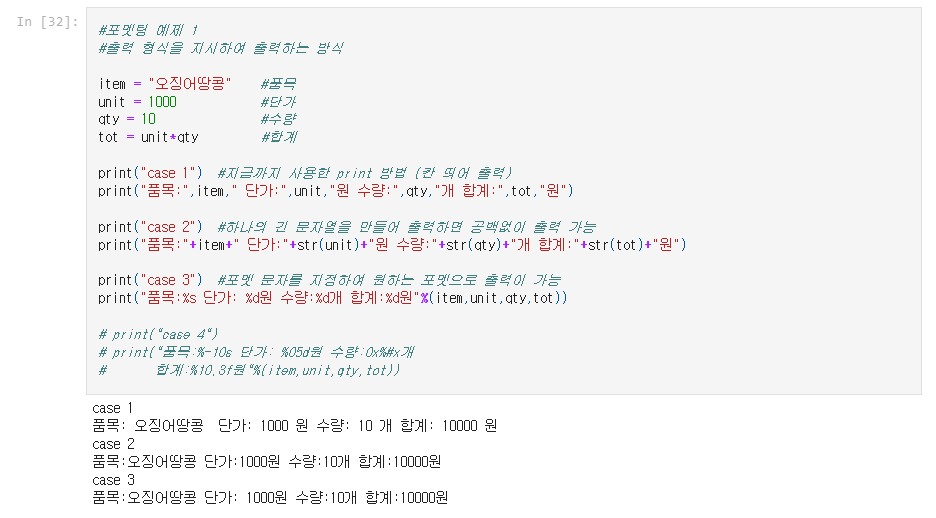 In [32]:
#포멧팅 예제 1
#출력 형식을 지시하여 출력하는 방식
item = "오징어땅콩"    #품목
unit = 1000            #단가
qty = 10               #수량
tot = unit*qty         #합계
print("case 1")  #지금까지 사용한 print 방법 (칸 띄어 출력)
print("품목:",item," 단가:",unit,"원 수량:",qty,"개 합계:",tot,"원")
print("case 2")  #하나의 긴 문자열을 만들어 출력하면 공백없이 출력 가능
print("품목:"+item+" 단가:"+str(unit)+"원 수량:"+str(qty)+"개 합계:"+str(tot)+"원")
print("case 3")  #포멧 문자를 지정하여 원하는 포멧으로 출력이 가능
print("품목:%s 단가: %d원 수량:%d개 합계:%d원"%(item,unit,qty,tot))
# print("case 4")
# print("품목:%-10s 단가: %05d원 수량:0x%#x개
#       합계:%10.3f원"%(item,unit,qty,tot))
case 1
품목: 오징어땅콩  단가: 1000 원 수량: 10 개 합계: 10000 원
case 2
품목:오징어땅콩 단가:1000원 수량:10개 합계:10000원
case 3
품목:오징어땅콩 단가: 1000원 수량:10개 합계:10000원